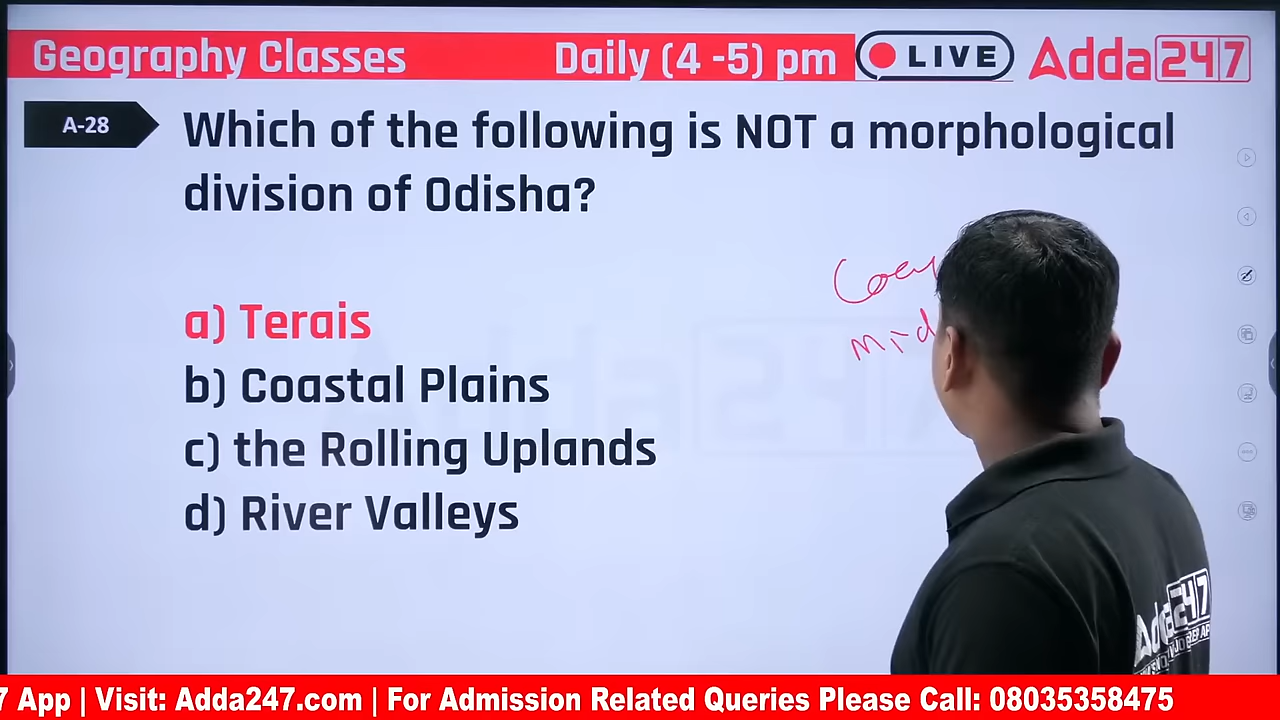 Geography Classes
Daily (4 -5) pm
LIVE
Adda247
A-28
Which of the following is NOT a morphological
division of Odisha?
a) Terais
b) Coastal Plains
c) the Rolling Uplands
d) River Valleys
Mid
Adda247
7 App | Visit: Adda247.com | For Admission Related Queries Please Call: 08035358475